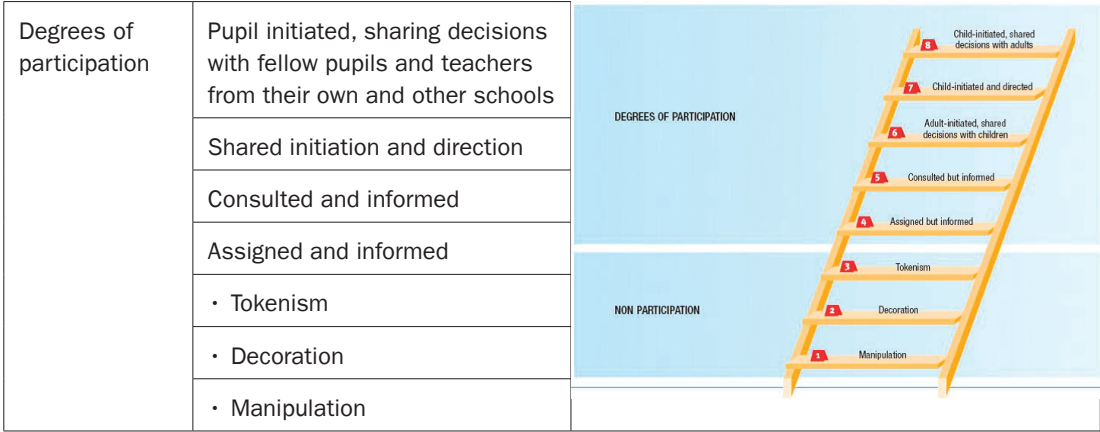 Degrees of
participation
Pupil initiated, sharing decisions
with fellow pupils and teachers
from their own and other schools
Shared initiation and direction
Consulted and informed
Assigned and informed
· Tokenism
· Decoration
· Manipulation
DEGREES OF PARTICIPATION
NON PARTICIPATION
8 Child-initiated, shared
decisions with adults
7 Child-initiated and directed
6 Adult-initiated, shared
decisions with children
5 Consulted but informed
4 Assigned but informed
3 Tokenism
2 Decoration
1 Manipulation